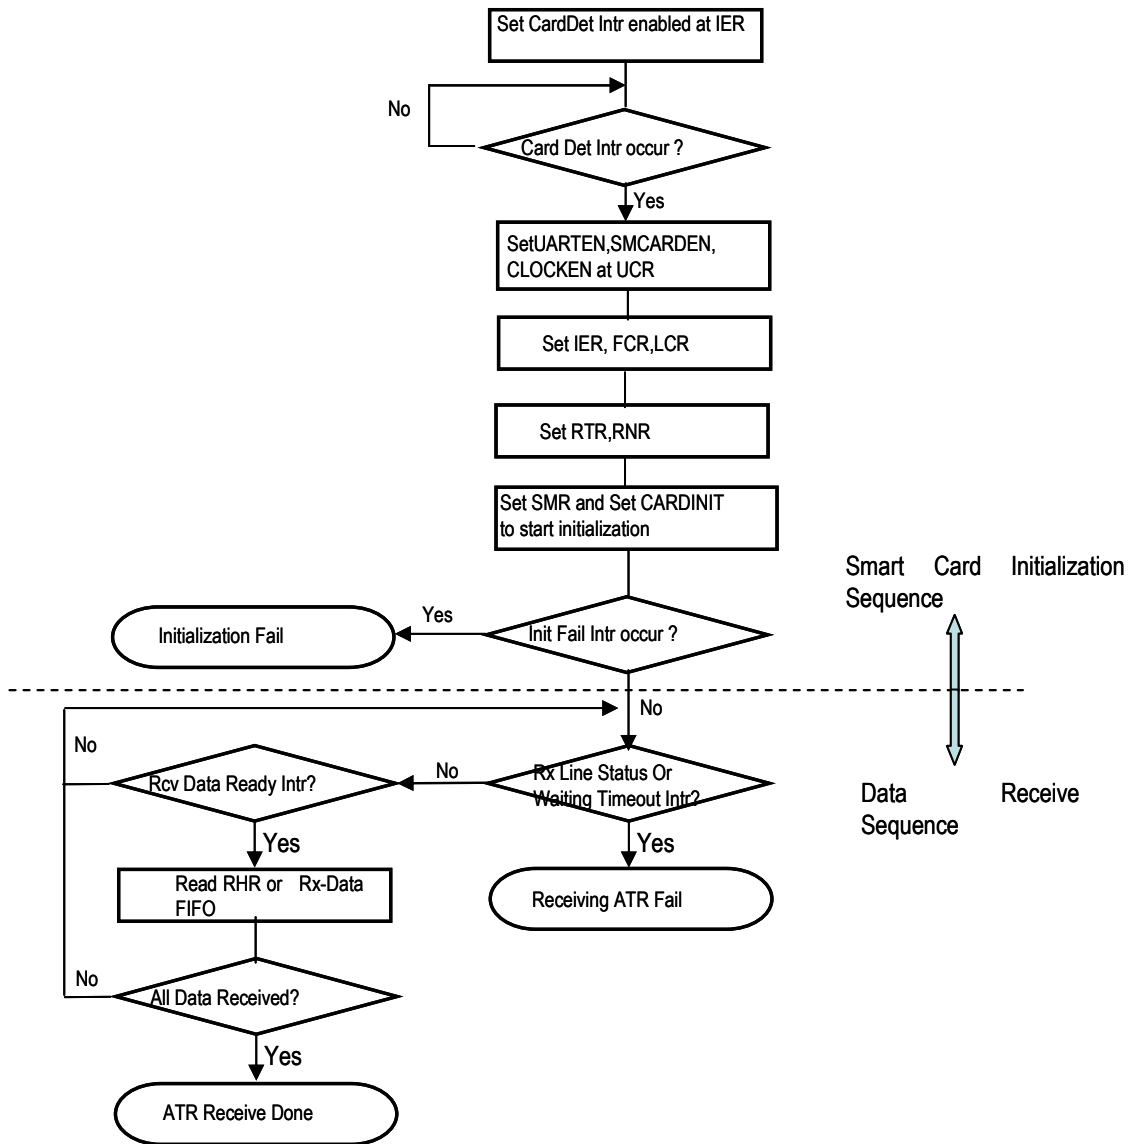 Set CardDet Intr enabled at IER
No
Card Det Intr occur ?
Yes
SetUARTEN,SMCARDEN,
CLOCKEN at UCR
Set IER, FCR,LCR
Set RTR,RNR
Set SMR and Set CARDINIT
to start initialization
Smart Card Initialization
Sequence
Yes
Initialization Fail
Init Fail Intr occur ?
No
No
No
Rcv Data Ready Intr?
Rx Line Status Or
Waiting Timeout Intr?
Data Receive
Sequence
Yes
Yes
Read RHR or Rx-Data
FIFO
Receiving ATR Fail
No
All Data Received?
Yes
ATR Receive Done